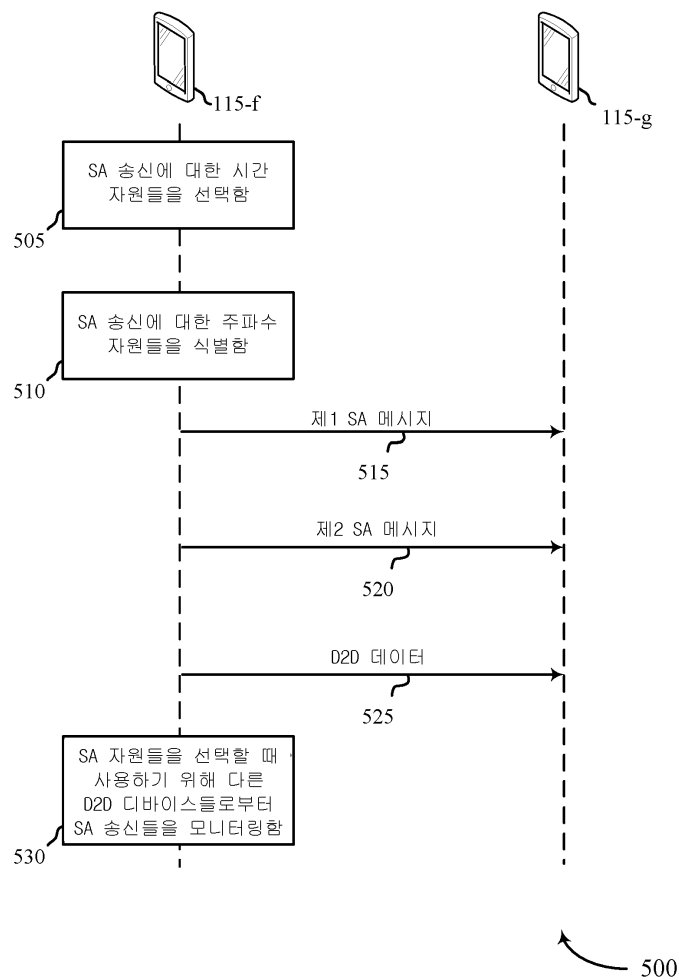 115-f
115-g
SA 송신에 대한 시간
자원들을 선택함
505
SA 송신에 대한 주파수
자원들을 식별함
510
제1 SA 메시지
515
제2 SA 메시지
520
D2D 데이터
525
SA 자원들을 선택할 때
사용하기 위해 다른
D2D 디바이스들로부터
SA 송신들을 모니터링함
530
500